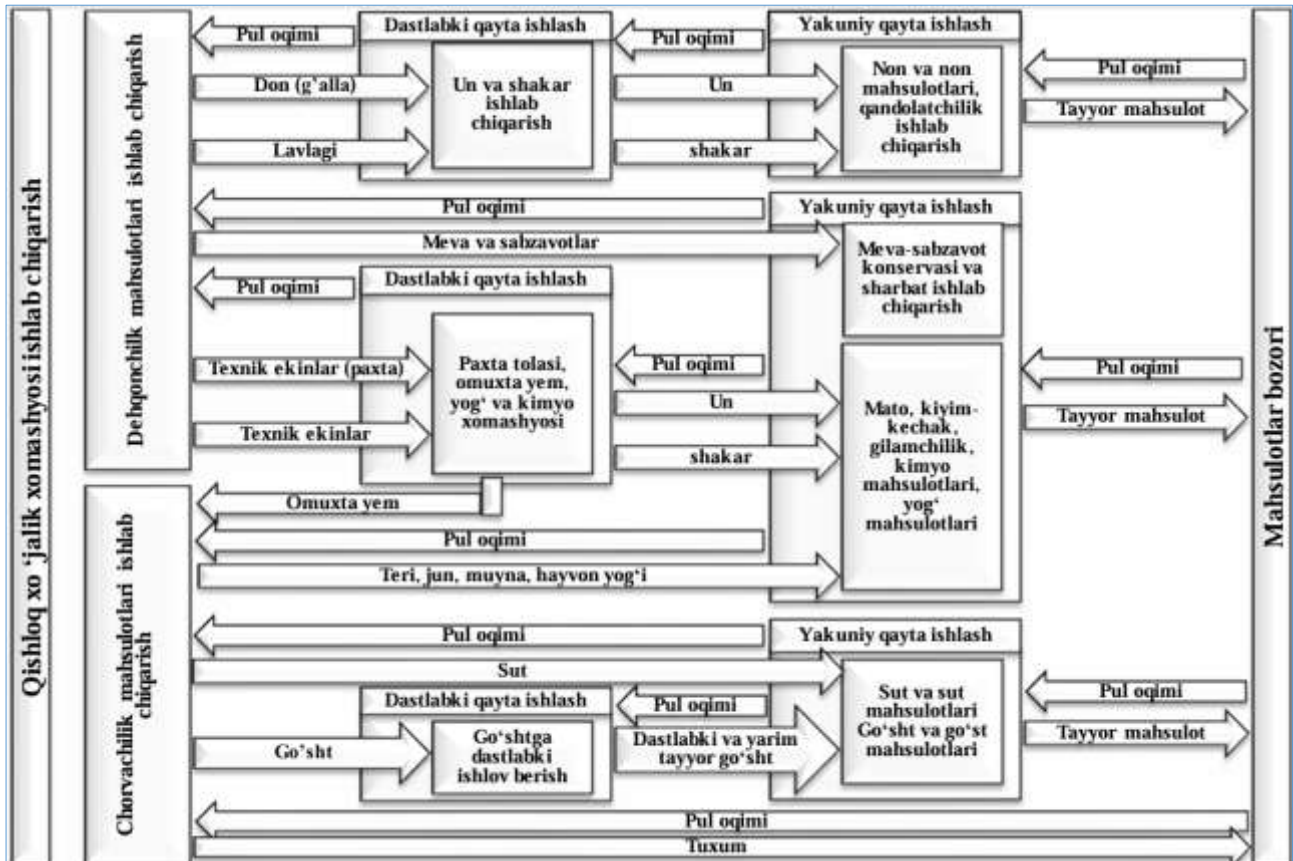 Qishloq xo 'jalik xomashyosi ishlab chiqarish
Dehqonchilk mahsulotlari ishlab chiqarish
Pul oqimi
Dastlabki qayta ishlash
Pul oqimi
Yakuniy qayta ishlash
Pul oqimi
Don (g'alla)
Un va shakar
ishlab
chiqarish
Un
Non va non
mahsulotlari,
qandolatchilik
ishlab
chiqarish
Tayyor mahsulot
Lavlagi
shakar
Pul oqimi
Yakuniy qayta ishlash
Meva va sabzavotlar
Meva-sabzavot
konservasi va
sharbat ishlab
chiqarish
Pul oqimi
Dastlabki qayta ishlash
Texnik ekinlar (paxta)
Paxta tolasi,
omuxta yem,
yog‘ va kimyo
xomashyosi
Pul oqimi
Pul oqimi
Un
Mato, kiyim-
kechak,
gilamchilik,
kimyo
mahsulotlari,
yog‘
mahsulotlari
Tayyor mahsulot
Texnik ekinlar
shakar
Mahsulotlar bozori
Chorvachilik mahsulotlari ishlab
chiqarish
Omuxta yem
Pul oqimi
Teri, jun, muyna, hayvon yog‘i
Pul oqimi
Yakuniy qayta ishlash
Sut
Sut va sut
mahsulotlari
Go‘sht va go‘st
mahsulotlari
Pul oqimi
Dastlabki qayta ishlash
Pul oqimi
Go'sht
Go‘shtga
dastlabki
ishlov berish
Dastlabki va yarim
tayyor go‘sht
Tayyor mahsulot
Pul oqimi
Tuxum